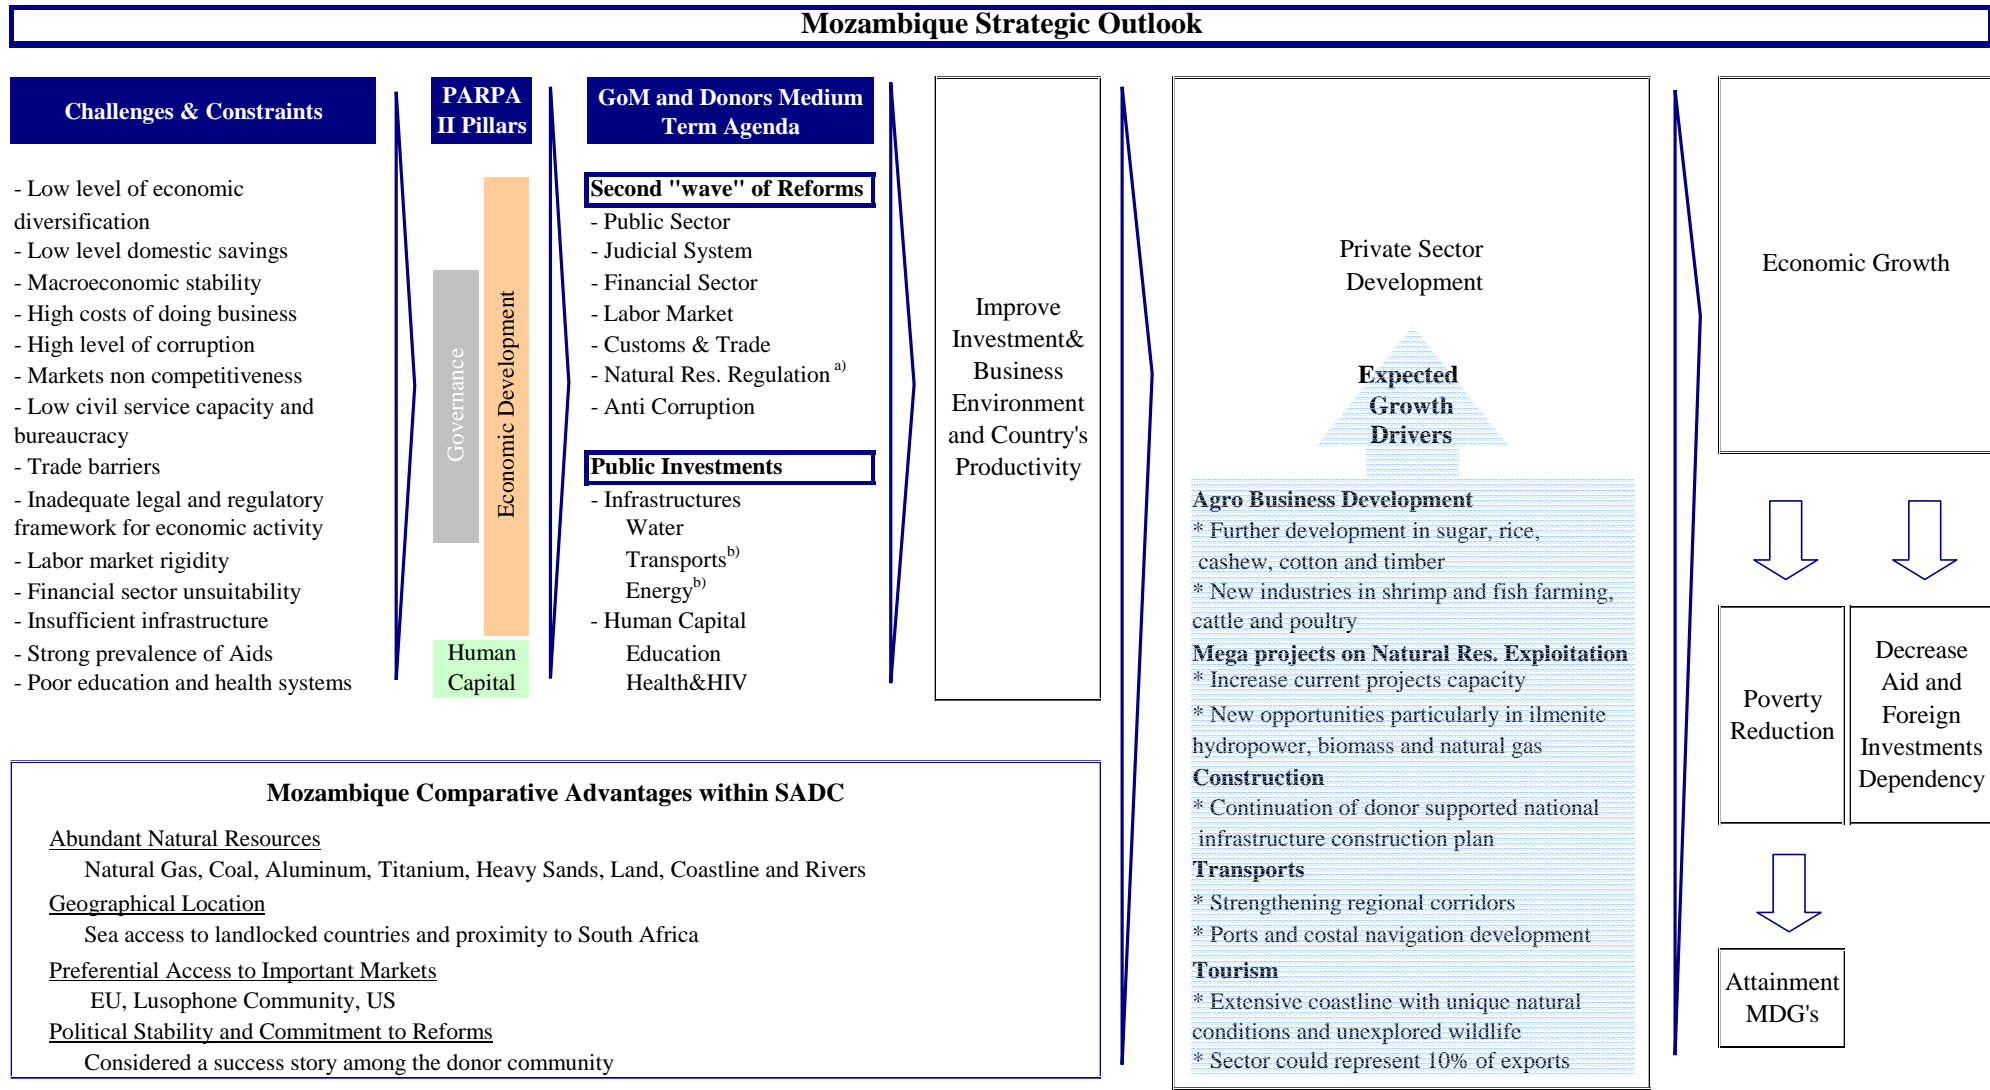 Mozambique Strategic Outlook
Challenges & Constraints
- Low level of economic
diversification
- Low level domestic savings
- Macroeconomic stability
- High costs of doing business
- High level of corruption
- Markets non competitiveness
- Low civil service capacity and
bureaucracy
- Trade barriers
- Inadequate legal and regulatory
framework for economic activity
- Labor market rigidity
- Financial sector unsuitability
- Insufficient infrastructure
- Strong prevalence of Aids
- Poor education and health systems
PARPA
II Pillars
Governance
Economic Development
Human
Capital
GoM and Donors Medium
Term Agenda
Second "wave" of Reforms
- Public Sector
- Judicial System
- Financial Sector
- Labor Market
- Customs & Trade
- Natural Res. Regulation a)
- Anti Corruption
Public Investments
- Infrastructures
Water
Transports b)
Energy b)
- Human Capital
Education
Health&HIV
Improve
Investment&
Business
Environment
and Country's
Productivity
Private Sector
Development
Expected
Growth
Drivers
Agro Business Development
* Further development in sugar, rice,
cashew, cotton and timber
* New industries in shrimp and fish farming,
cattle and poultry
Mega projects on Natural Res. Exploitation
* Increase current projects capacity
* New opportunities particularly in ilmenite
hydropower, biomass and natural gas
Construction
* Continuation of donor supported national
infrastructure construction plan
Transports
* Strengthening regional corridors
* Ports and costal navigation development
Tourism
* Extensive coastline with unique natural
conditions and unexplored wildlife
* Sector could represent 10% of exports
Economic Growth
Poverty
Reduction
Decrease
Aid and
Foreign
Investments
Dependency
Attainment
MDG's
Mozambique Comparative Advantages within SADC
Abundant Natural Resources
Natural Gas, Coal, Aluminum, Titanium, Heavy Sands, Land, Coastline and Rivers
Geographical Location
Sea access to landlocked countries and proximity to South Africa
Preferential Access to Important Markets
EU, Lusophone Community, US
Political Stability and Commitment to Reforms
Considered a success story among the donor community